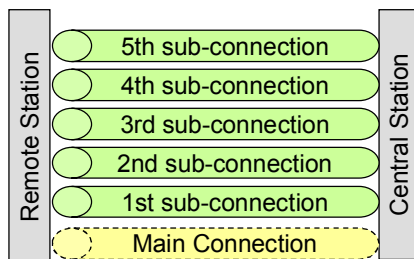 Remote Station
5th sub-connection
4th sub-connection
3rd sub-connection
2nd sub-connection
1st sub-connection
Main Connection
Central Station